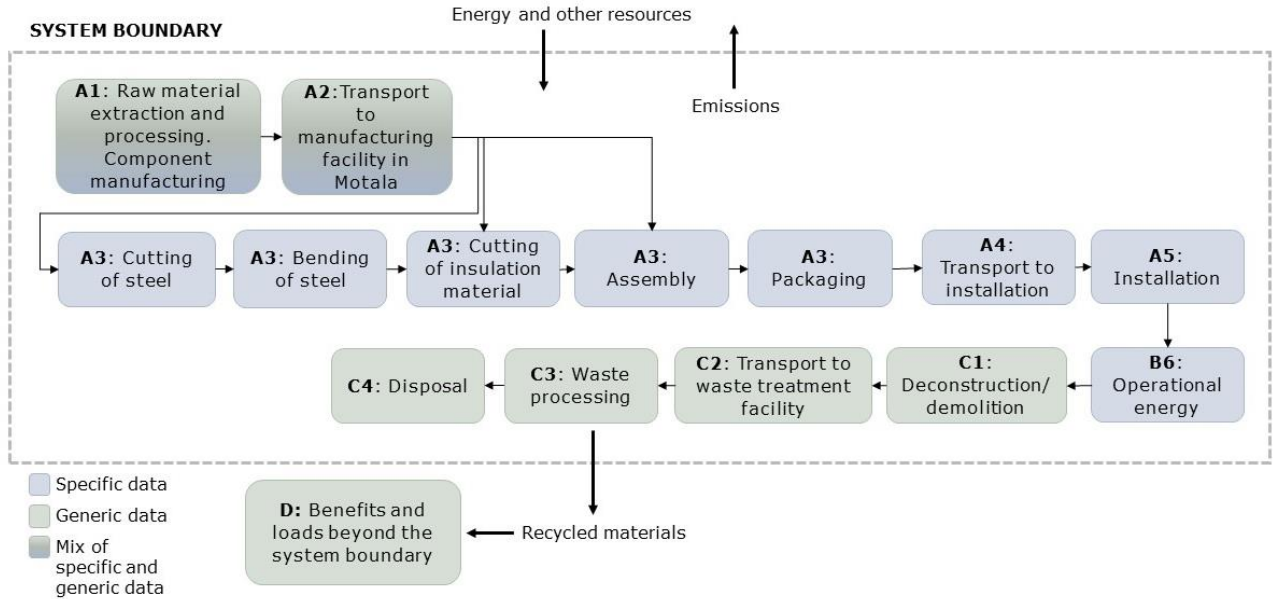 Energy and other resources
SYSTEM BOUNDARY
Emissions
A1: Raw material
extraction and
processing.
Component
manufacturing
A2:Transport
to
manufacturing
facility in
Motala
A3: Cutting
of steel
A3: Bending
of steel
A3: Cutting
of insulation
material
A3:
Assembly
A3:
Packaging
A4:
Transport to
installation
A5:
Installation
B6:
Operational
energy
C1:
Deconstruction/
demolition
C2: Transport to
waste treatment
facility
C3: Waste
processing
C4: Disposal
Specific data
Generic data
Mix of
specific and
generic data
D: Benefits and
loads beyond the
system boundary
Recycled materials